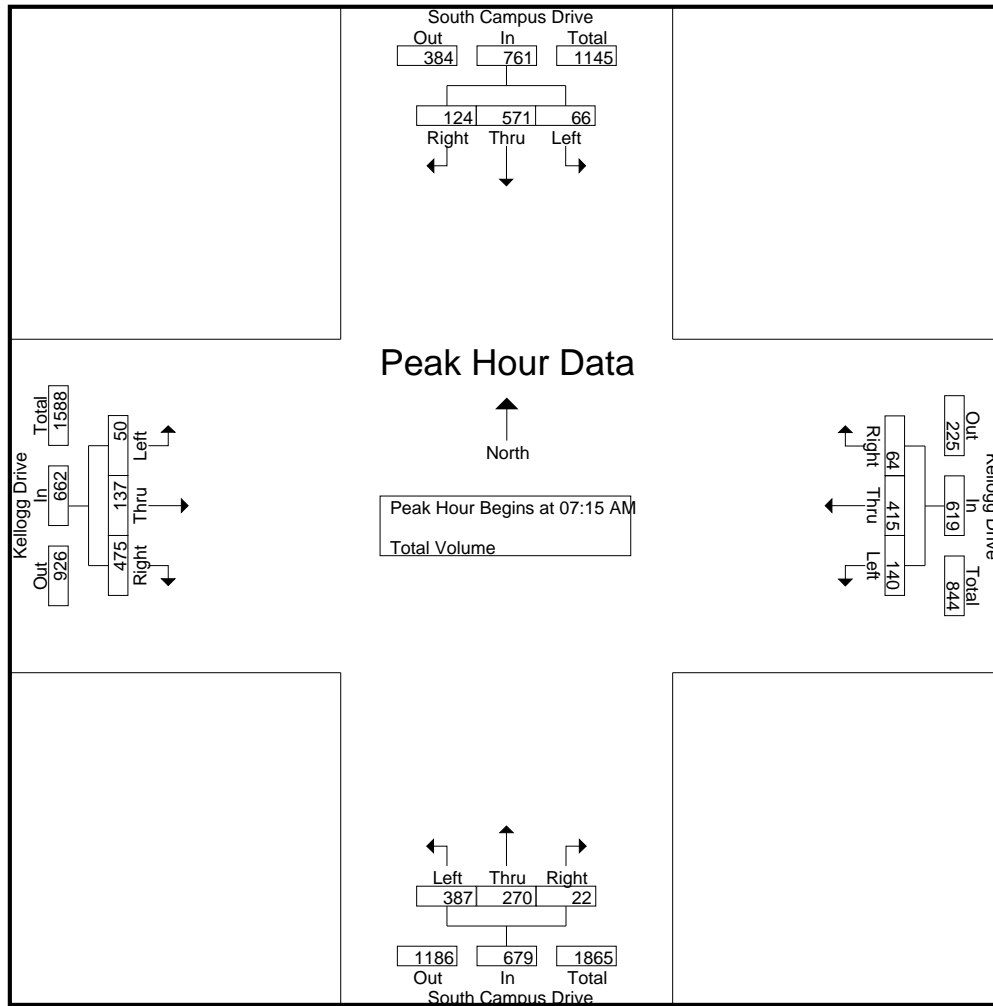 South Campus Drive
Out In Total
384 761 1145
124 571 66
Right Thru Left
Peak Hour Data
North
Peak Hour Begins at 07:15 AM
Total Volume
Kellogg Drive
Out In Total
926 662 1588
475 137 50
Right Thru Left
Kellogg Drive
Out In Total
225 619 844
64 415 140
Right Thru Left
Left Thru Right
387 270 22
1186 679 1865
Out In Total
South Campus Drive